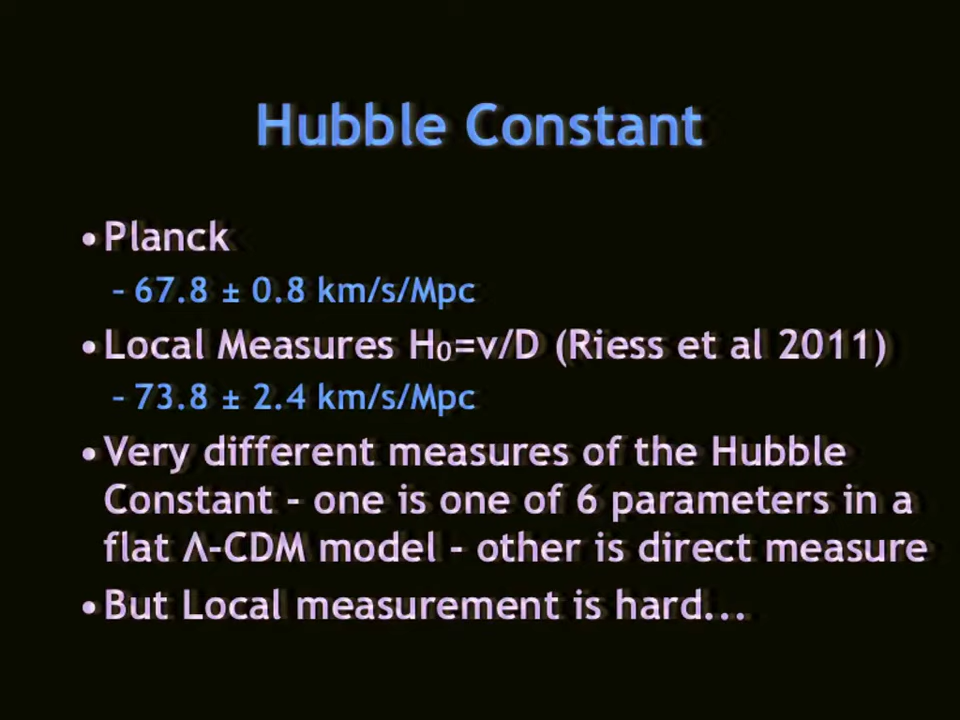 Hubble Constant
•Planck
–67.8 ± 0.8 km/s/Mpc
•Local Measures H₀=v/D (Riess et al 2011)
–73.8 ± 2.4 km/s/Mpc
•Very different measures of the Hubble
Constant - one is one of 6 parameters in a
flat Λ-CDM model - other is direct measure
•But Local measurement is hard...